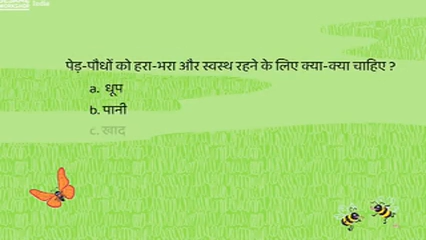 पेड़-पौधों को हरा-भरा और स्वस्थ रहने के लिए क्या-क्या चाहिए ?
a. धूप
b. पानी
c. खाद